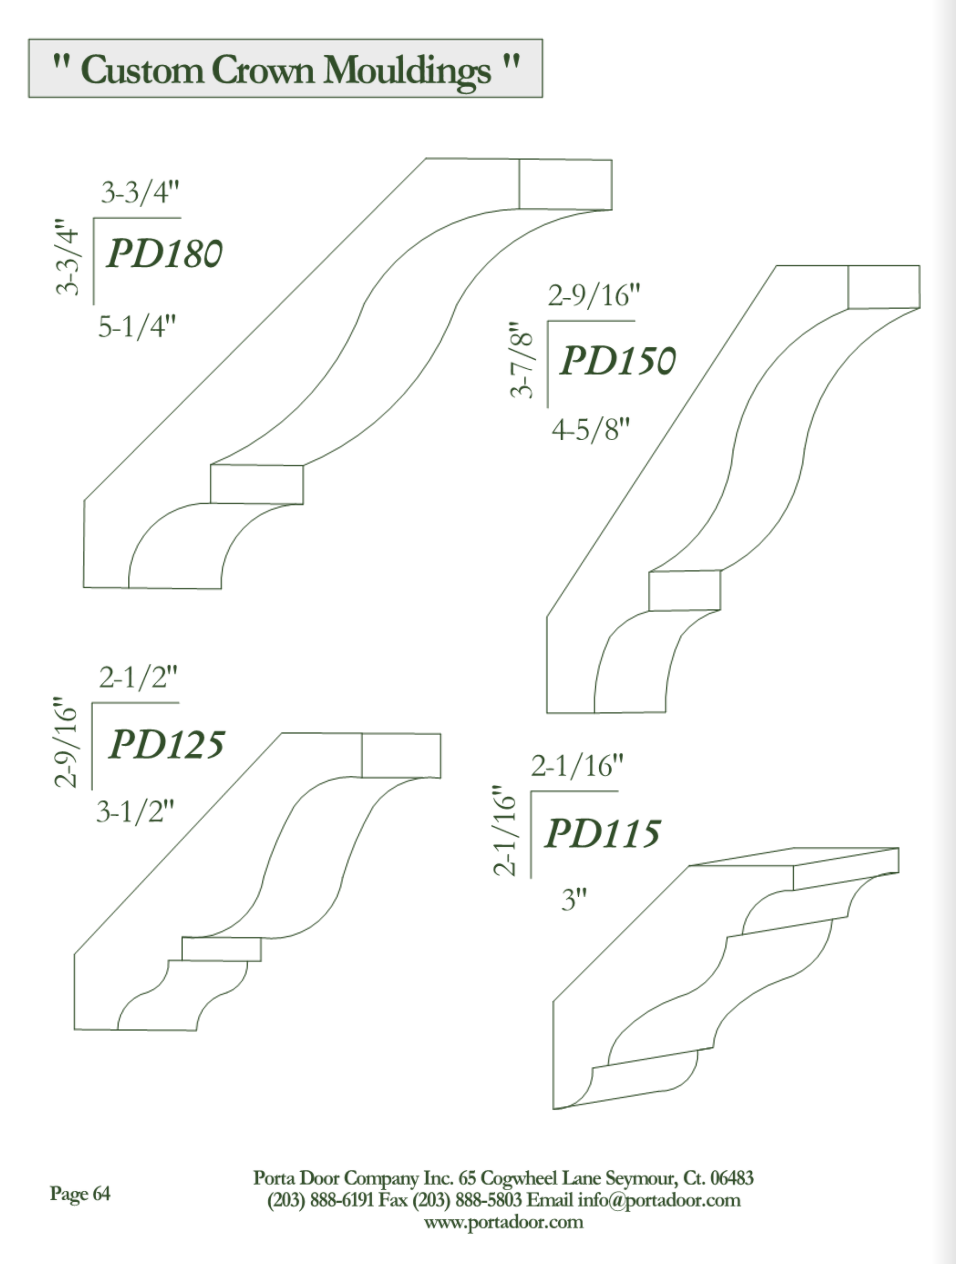 " Custom Crown Mouldings "
3-3/4"
3-3/4"
PD180
5-1/4"
2-9/16"
3-7/8"
PD150
4-5/8"
2-1/2"
2-9/16"
PD125
3-1/2"
2-1/16"
2-1/16"
PD115
3"
Page 64
Porta Door Company Inc. 65 Cogwheel Lane Seymour, Ct. 06483
(203) 888-6191 Fax (203) 888-5803 Email info@portadoor.com
www.portadoor.com